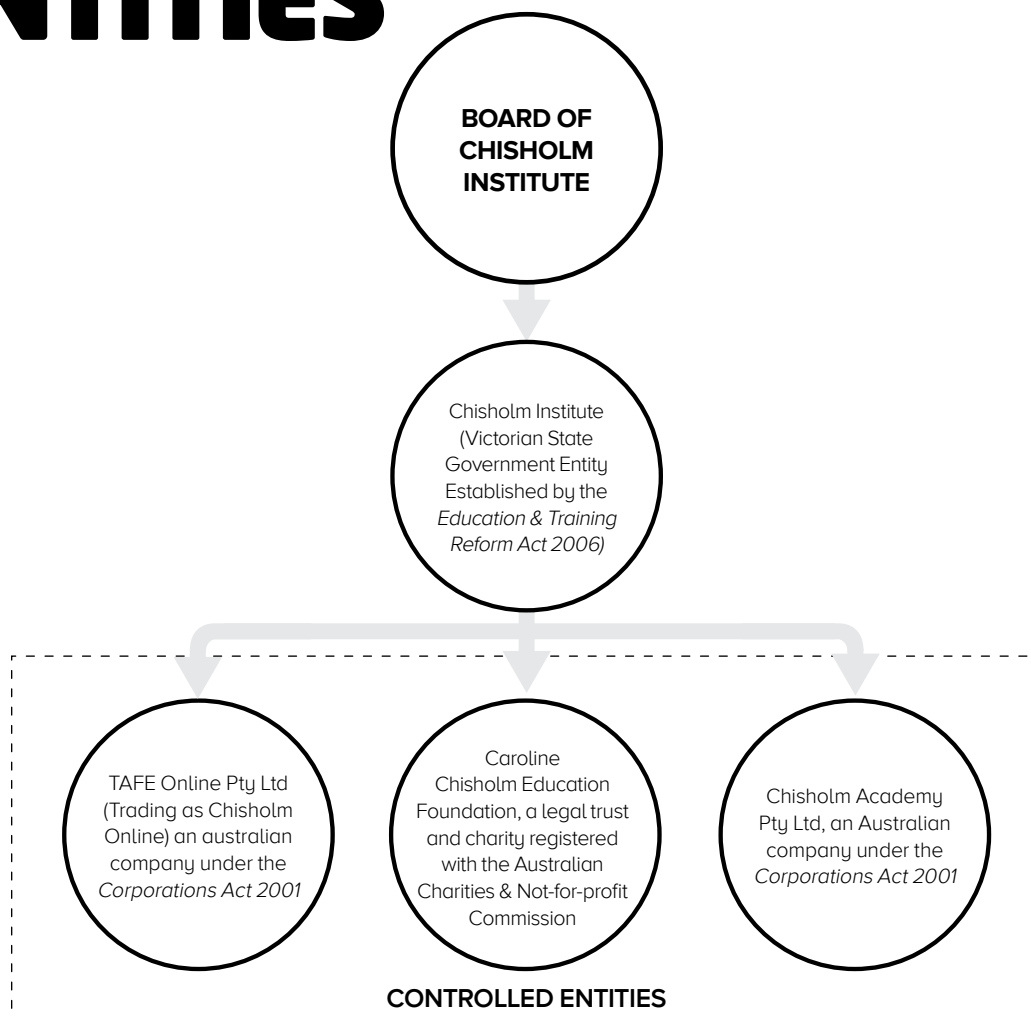 NTITIES
BOARD OF
CHISHOLM
INSTITUTE
Chisholm Institute
(Victorian State
Government Entity
Established by the
Education & Training
Reform Act 2006)
TAFE Online Pty Ltd
(Trading as Chisholm
Online) an australian
company under the
Corporations Act 2001
Caroline
Chisholm Education
Foundation, a legal trust
and charity registered
with the Australian
Charities & Not-for-profit
Commission
Chisholm Academy
Pty Ltd, an Australian
company under the
Corporations Act 2001
CONTROLLED ENTITIES